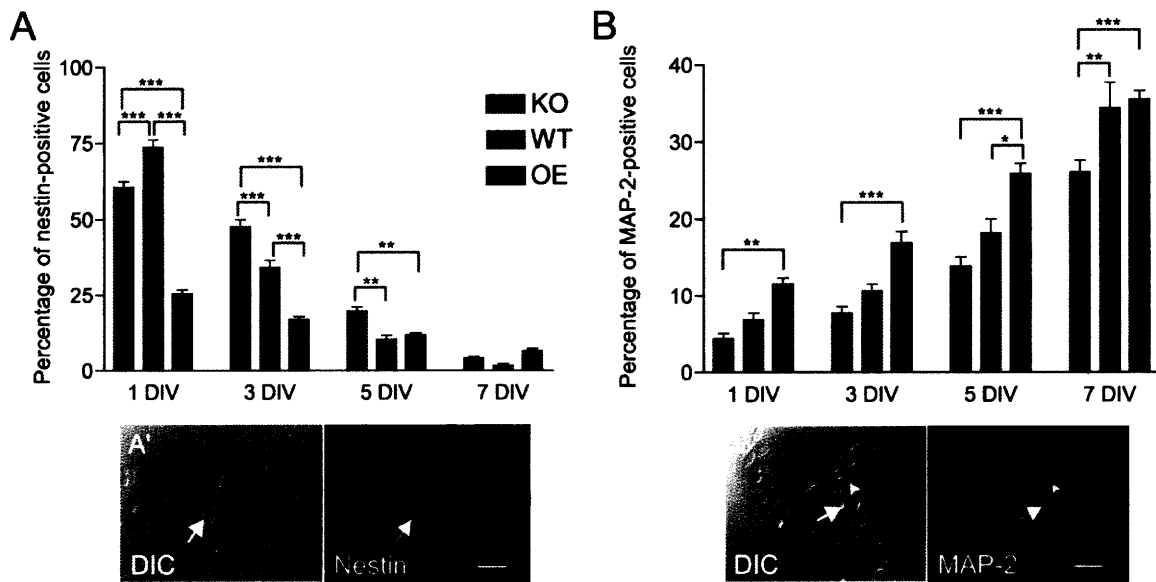 A
Percentage of nestin-positive cells
100
75
50
25
0
***
*** ***
***
***
***
**
**
KO
WT
OE
1 DIV 3 DIV 5 DIV 7 DIV
A'
DIC
Nestin
B
Percentage of MAP-2-positive cells
40
30
20
10
0
**
***
***
*
***
**
1 DIV 3 DIV 5 DIV 7 DIV
DIC
MAP-2